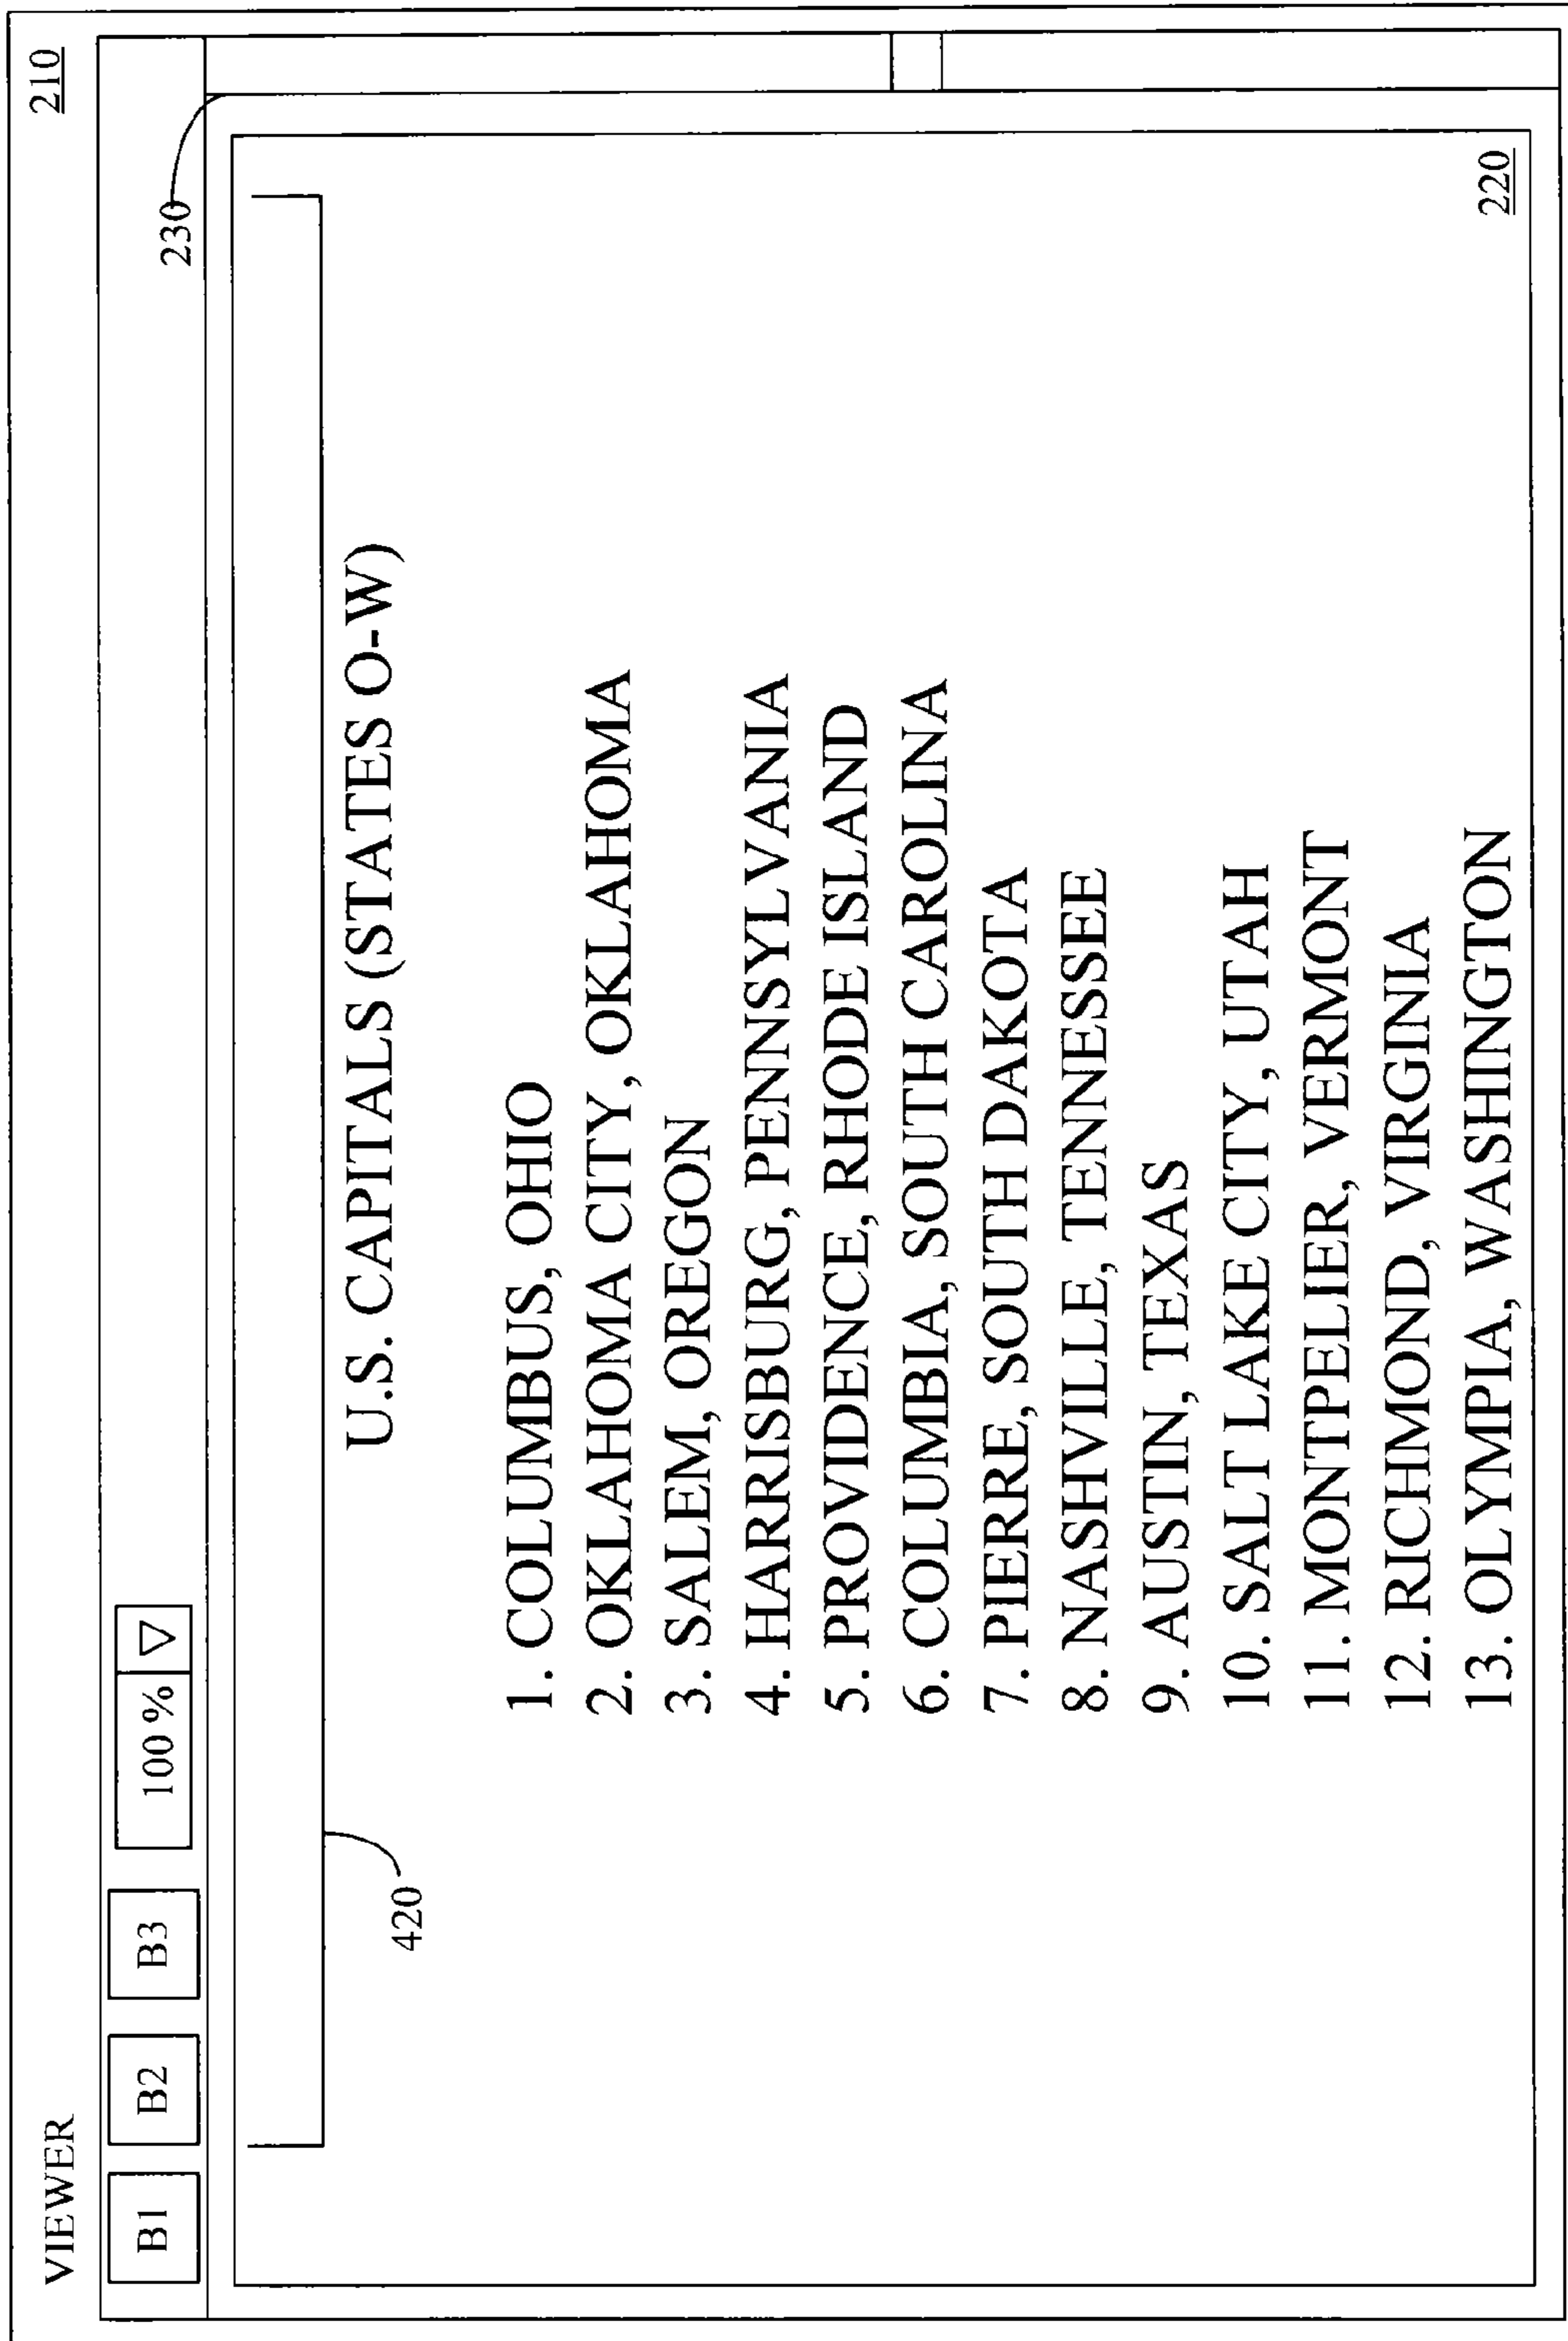 VIEWER
210
B1
B2
B3
100 %
230
420
U.S. CAPITALS (STATES O-W)
1. COLUMBUS, OHIO
2. OKLAHOMA CITY, OKLAHOMA
3. SALEM, OREGON
4. HARRISBURG, PENNSYLVANIA
5. PROVIDENCE, RHODE ISLAND
6. COLUMBIA, SOUTH CAROLINA
7. PIERRE, SOUTH DAKOTA
8. NASHVILLE, TENNESSEE
9. AUSTIN, TEXAS
10. SALT LAKE CITY, UTAH
11. MONTPELIER, VERMONT
12. RICHMOND, VIRGINIA
13. OLYMPIA, WASHINGTON
220